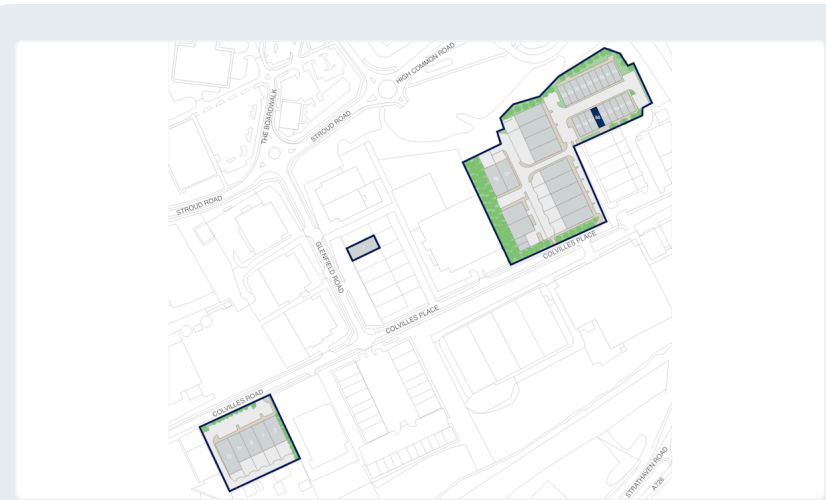 HIGH COMMON ROAD
THE BOARDWALK
STROUD ROAD
STROUD ROAD
GLENFIELD ROAD
COLVILLES PLACE
COLVILLES PLACE
COLVILLES ROAD
STRATHAVEN ROAD
A726